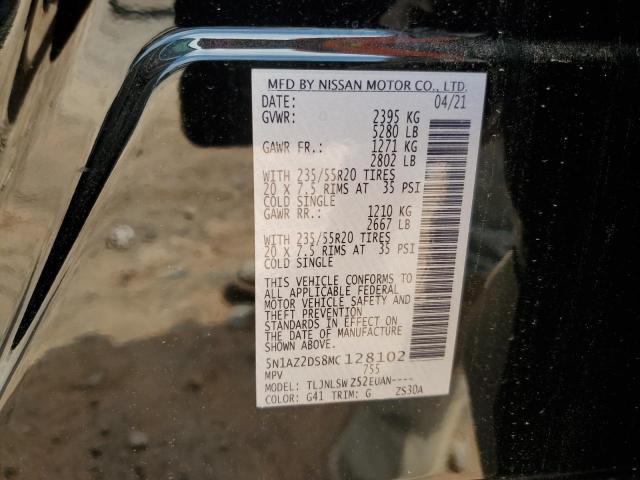 MFD BY NISSAN MOTOR CO., LTD.
DATE: 04/21
GVWR: 2395 KG
5280 LB
GAWR FR.: 1271 KG
2802 LB
WITH 235/55R20 TIRES
20 X 7.5 RIMS AT 35 PSI
COLD SINGLE
GAWR RR.: 1210 KG
2667 LB
WITH 235/55R20 TIRES
20 X 7.5 RIMS AT 35 PSI
COLD SINGLE
THIS VEHICLE CONFORMS TO
ALL APPLICABLE FEDERAL
MOTOR VEHICLE SAFETY AND
THEFT PREVENTION
STANDARDS IN EFFECT ON
THE DATE OF MANUFACTURE
SHOWN ABOVE.
5N1AZ2DS8MC128102
MPV 755
MODEL: TLJNLSW Z52EUAN----
COLOR: G41 TRIM: G ZS30A